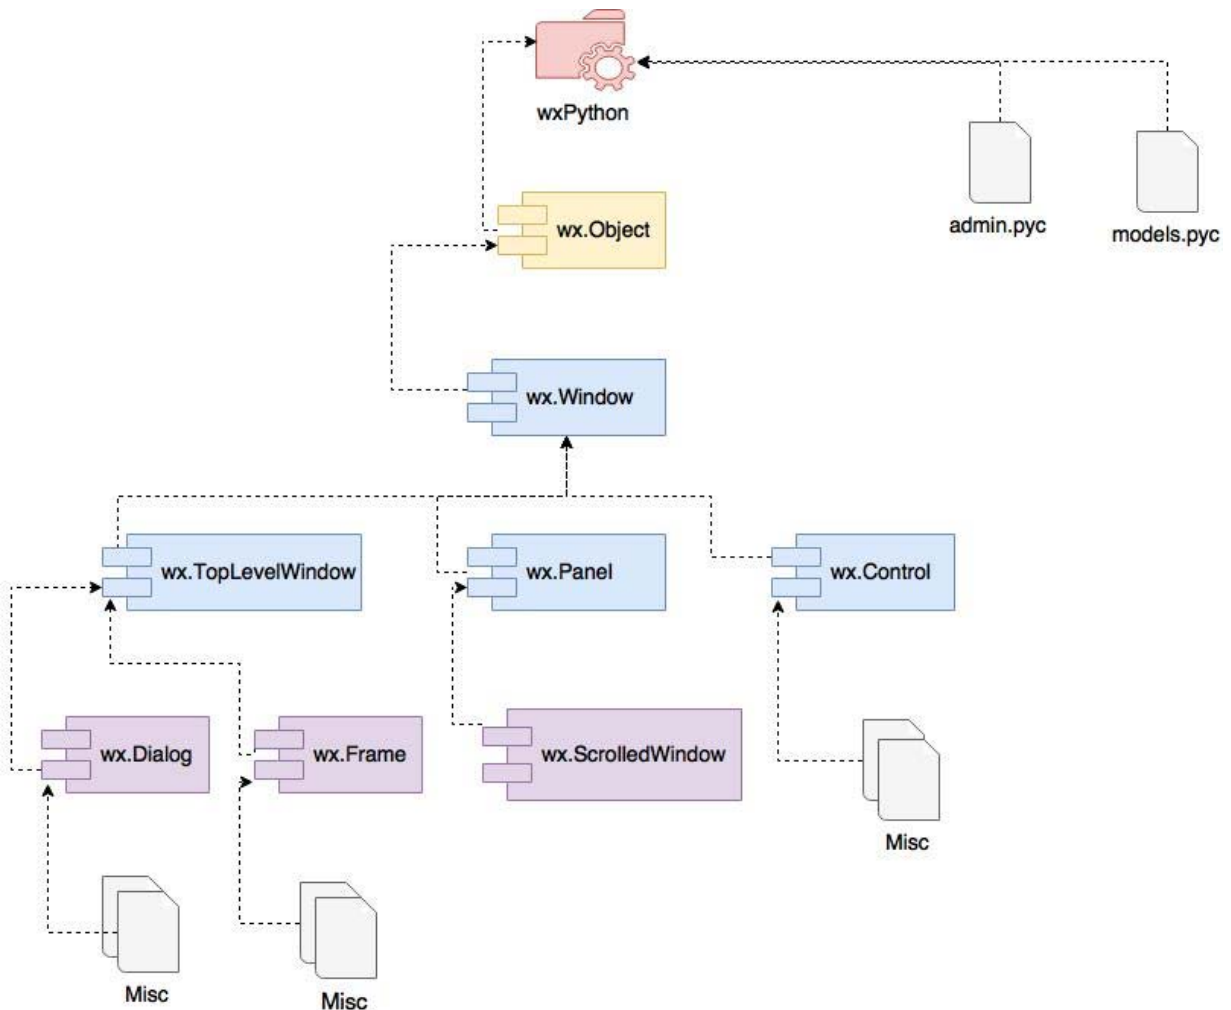 wxPython
admin.pyc
models.pyc
wx.Object
wx.Window
wx.TopLevelWindow
wx.Panel
wx.Control
wx.Dialog
wx.Frame
wx.ScrolledWindow
Misc
Misc
Misc